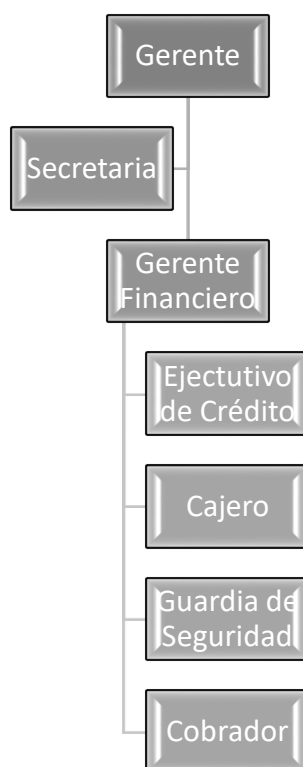 Gerente
Secretaria
Gerente
Financiero
Ejectutivo
de Crédito
Cajero
Guardia de
Seguridad
Cobrador